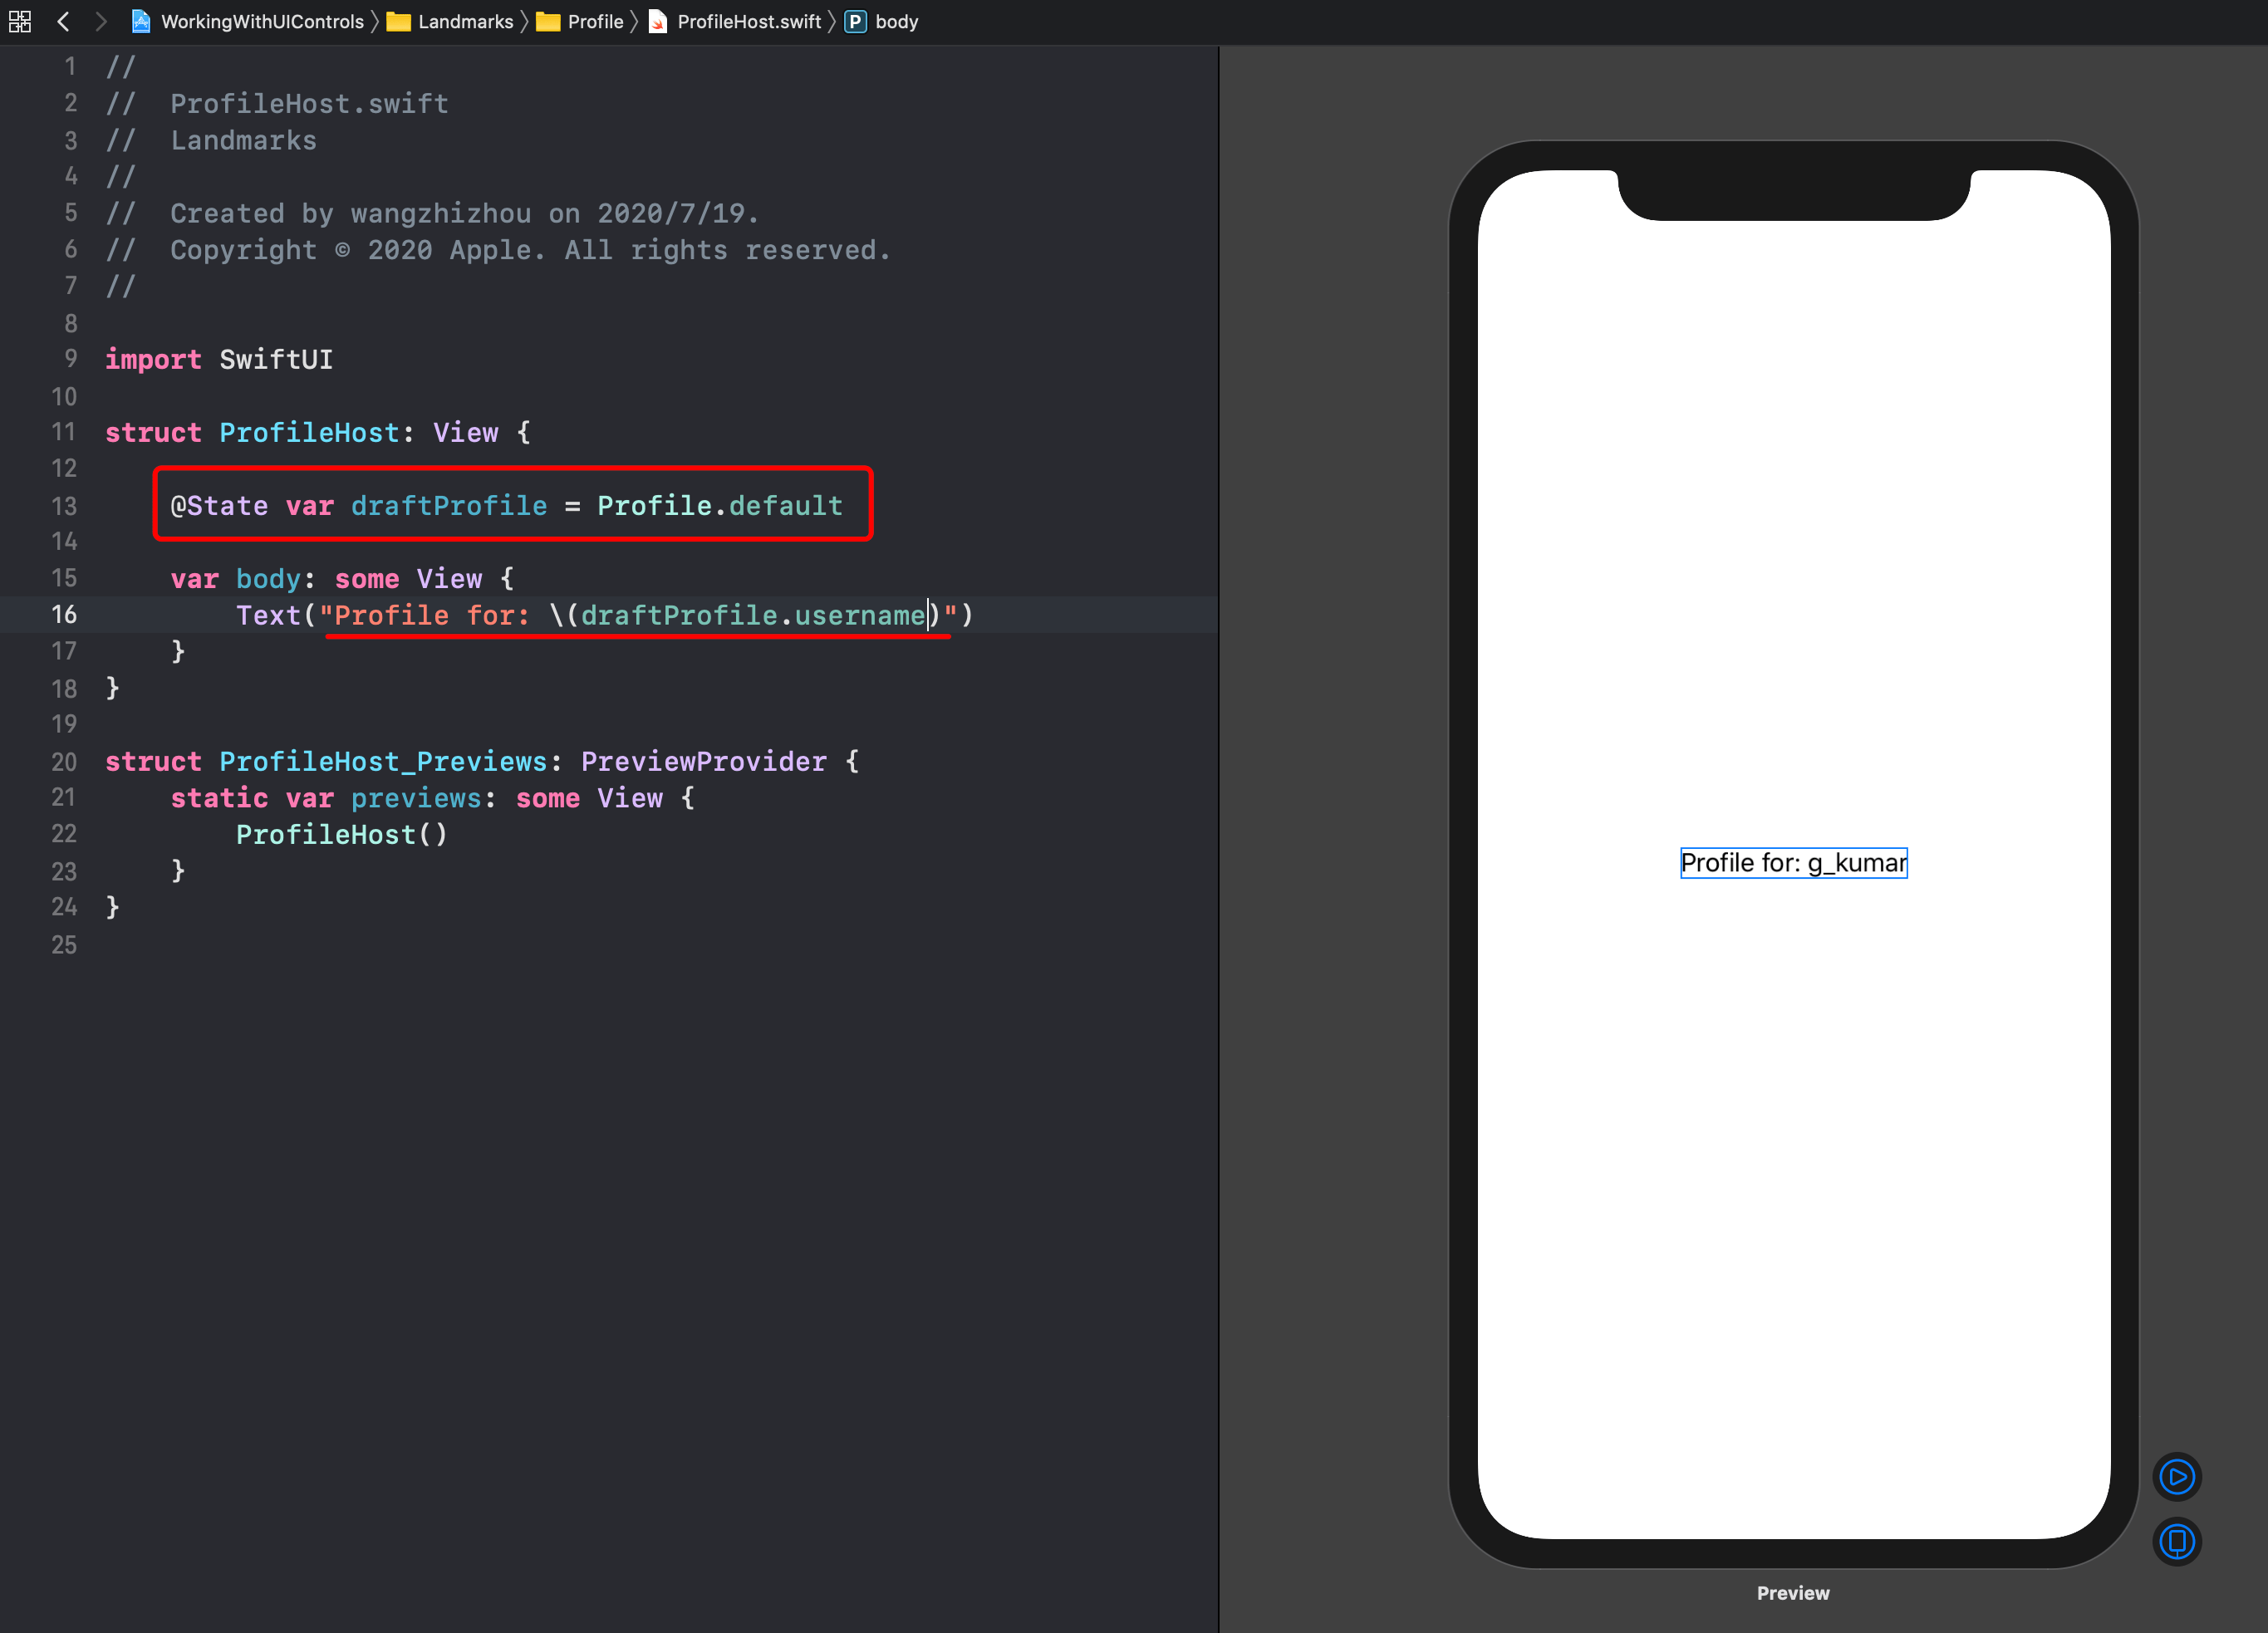 WorkingWithUIControls 〉 Landmarks 〉 Profile 〉 ProfileHost.swift 〉 P body
1 //
2 //  ProfileHost.swift
3 //  Landmarks
4 //
5 //  Created by wangzhizhou on 2020/7/19.
6 //  Copyright © 2020 Apple. All rights reserved.
7 //
8
9 import SwiftUI
10
11 struct ProfileHost: View {
12
13     @State var draftProfile = Profile.default
14
15     var body: some View {
16         Text("Profile for: \(draftProfile.username)")
17     }
18 }
19
20 struct ProfileHost_Previews: PreviewProvider {
21     static var previews: some View {
22         ProfileHost()
23     }
24 }
25
Profile for: g_kumar
Preview